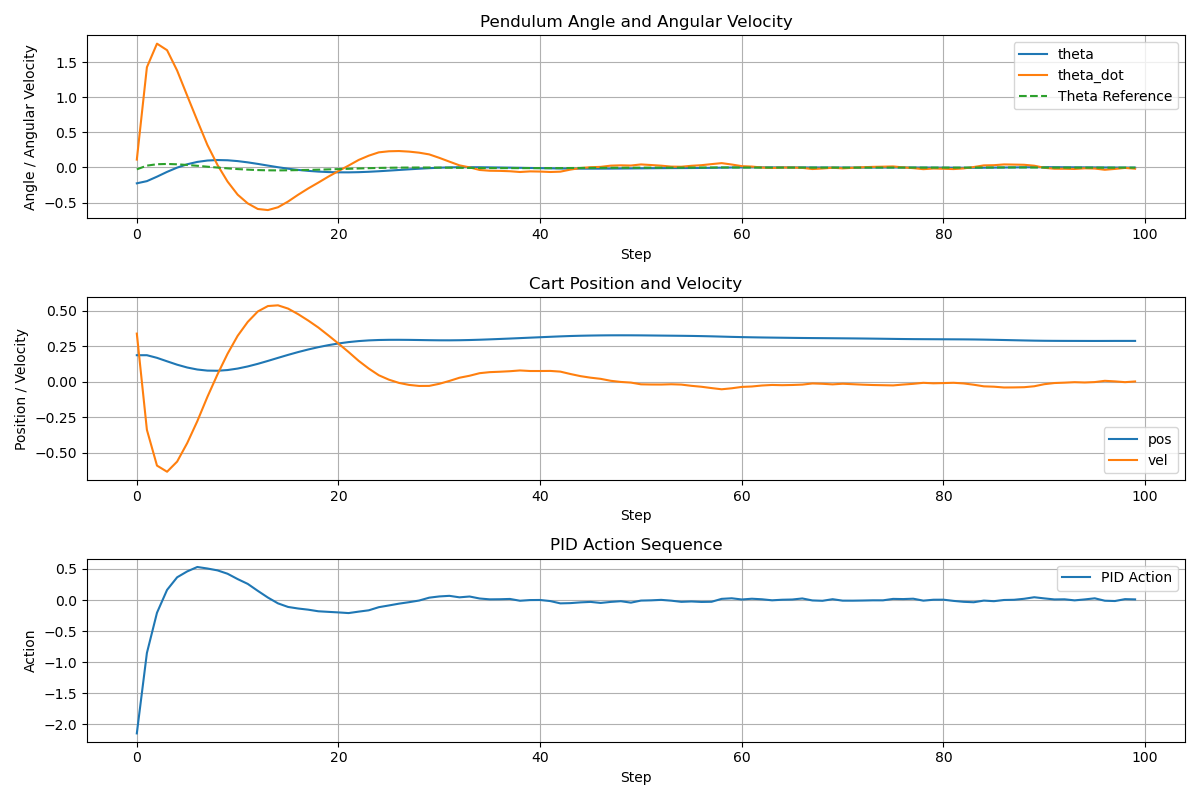 Pendulum Angle and Angular Velocity
Angle / Angular Velocity
1.5
1.0
0.5
0.0
−0.5
theta
theta_dot
Theta Reference
0 20 40 60 80 100
Step
Cart Position and Velocity
Position / Velocity
0.50
0.25
0.00
−0.25
−0.50
pos
vel
0 20 40 60 80 100
Step
PID Action Sequence
Action
0.5
0.0
−0.5
−1.0
−1.5
−2.0
PID Action
0 20 40 60 80 100
Step